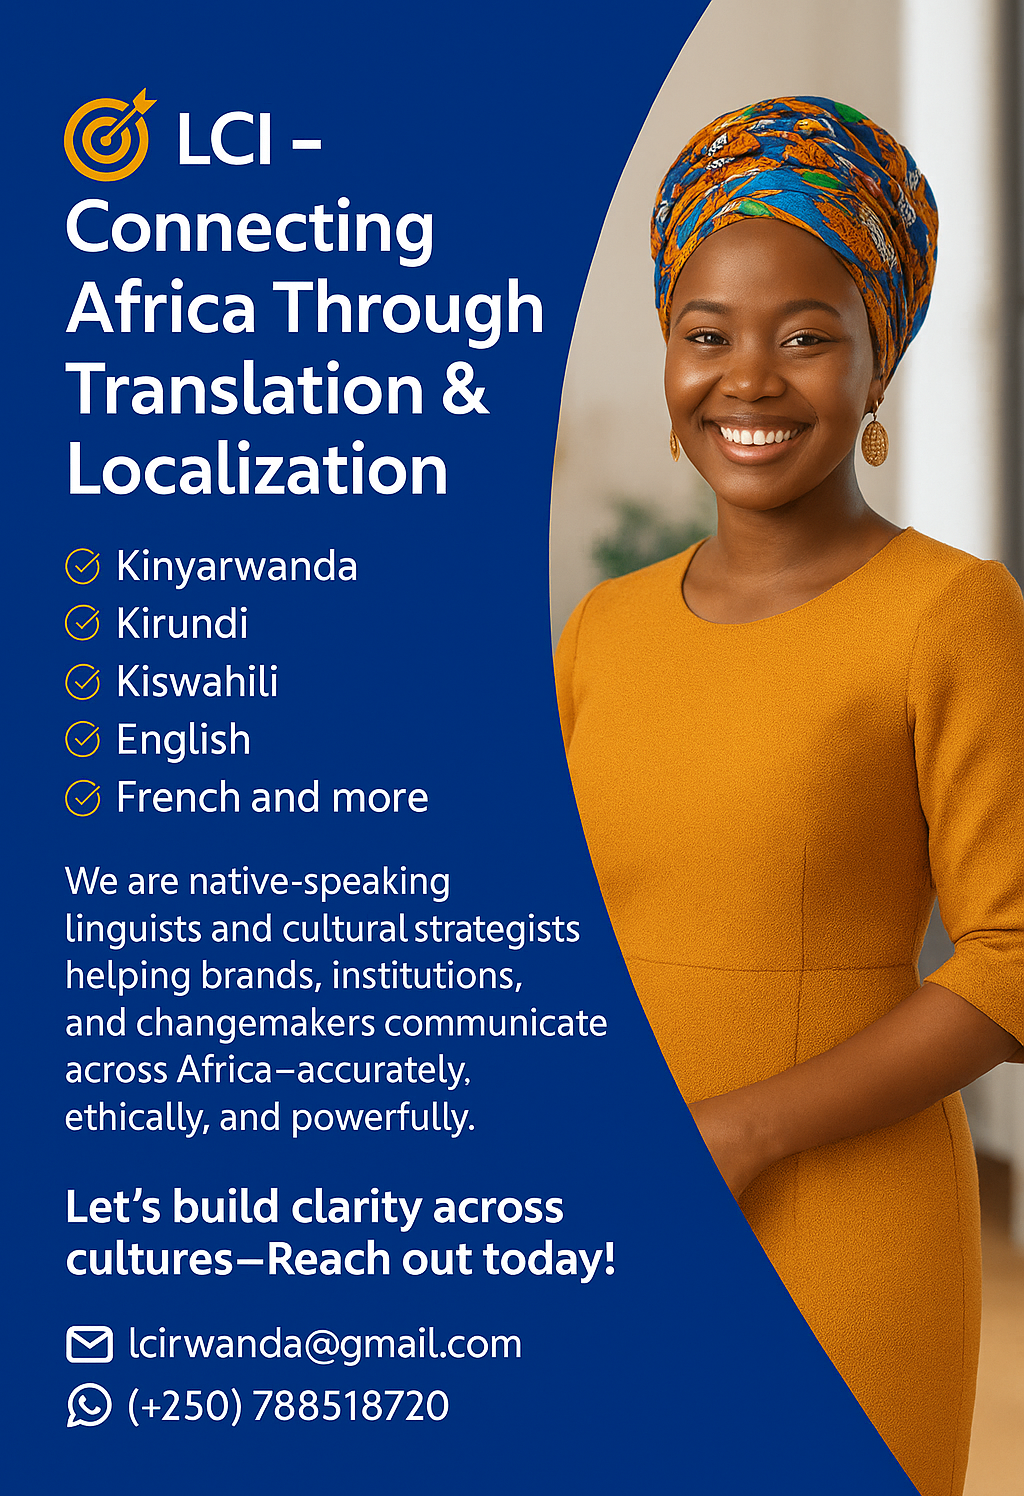 LCI –
Connecting
Africa Through
Translation &
Localization
Kinyarwanda
Kirundi
Kiswahili
English
French and more
We are native-speaking
linguists and cultural strategists
helping brands, institutions,
and changemakers communicate
across Africa–accurately,
ethically, and powerfully.
Let’s build clarity across
cultures–Reach out today!
lcirwanda@gmail.com
(+250) 788518720